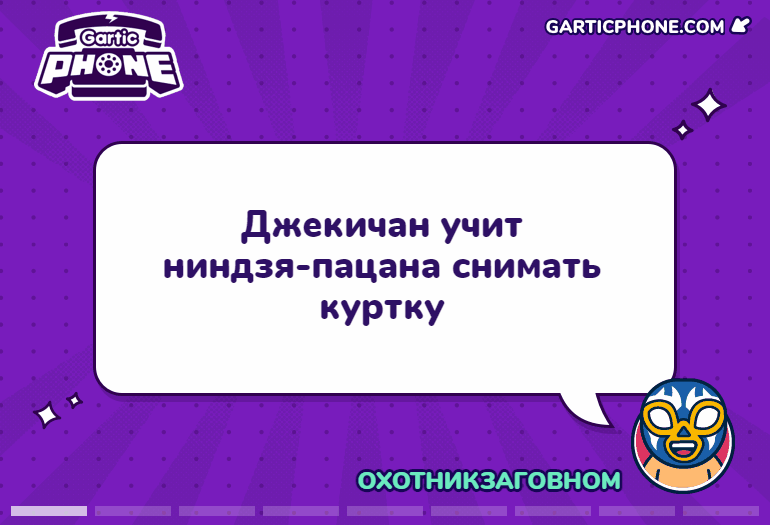 GARTICPHONE.COM
Gartic
PHONE
Джекичан учит
ниндзя-пацана снимать
куртку
ОХОТНИКЗАГОВНОМ